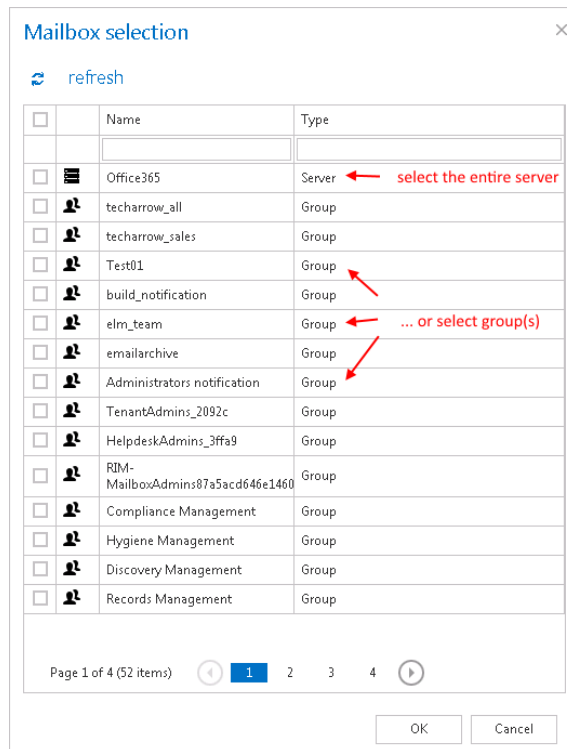 Mailbox selection
refresh
Name Type
Office365 Server select the entire server
techarrow_all Group
techarrow_sales Group
Test01 Group
build_notification Group
elm_team Group ... or select group(s)
emailarchive Group
Administrators notification Group
TenantAdmins_2092c Group
HelpdeskAdmins_3ffa9 Group
RIM-
MailboxAdmins87a5acd646e1460 Group
Compliance Management Group
Hygiene Management Group
Discovery Management Group
Records Management Group
Page 1 of 4 (52 items) 1 2 3 4
OK Cancel